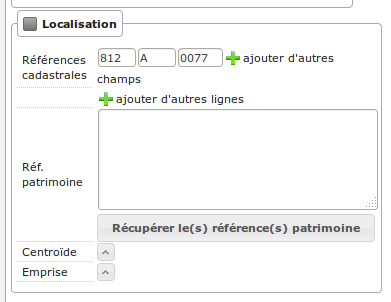 Localisation
Références cadastrales
812 A 0077 ajouter d'autres champs
ajouter d'autres lignes
Réf. patrimoine
Récupérer le(s) référence(s) patrimoine
Centroïde
Emprise